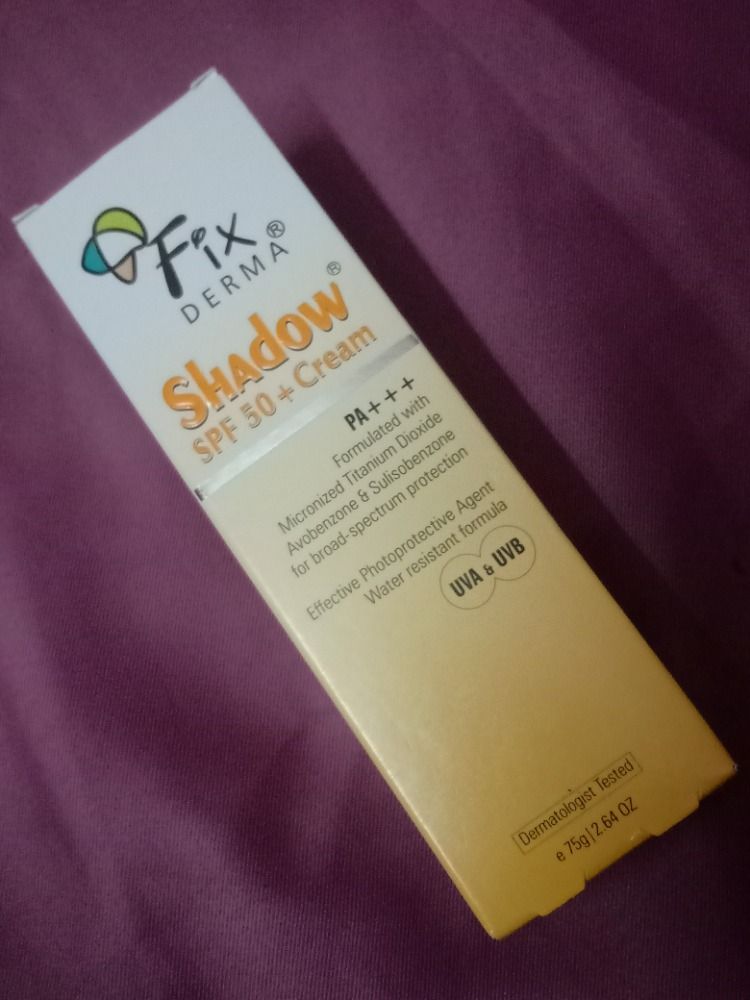 Fix®
DERMA
Shadow®
SPF 50+ Cream
PA+++
Formulated with
Micronized Titanium Dioxide
Avobenzone & Sulisobenzone
for broad-spectrum protection
Effective Photoprotective Agent
Water resistant formula
UVA & UVB
Dermatologist Tested
e 75g|2.64 OZ